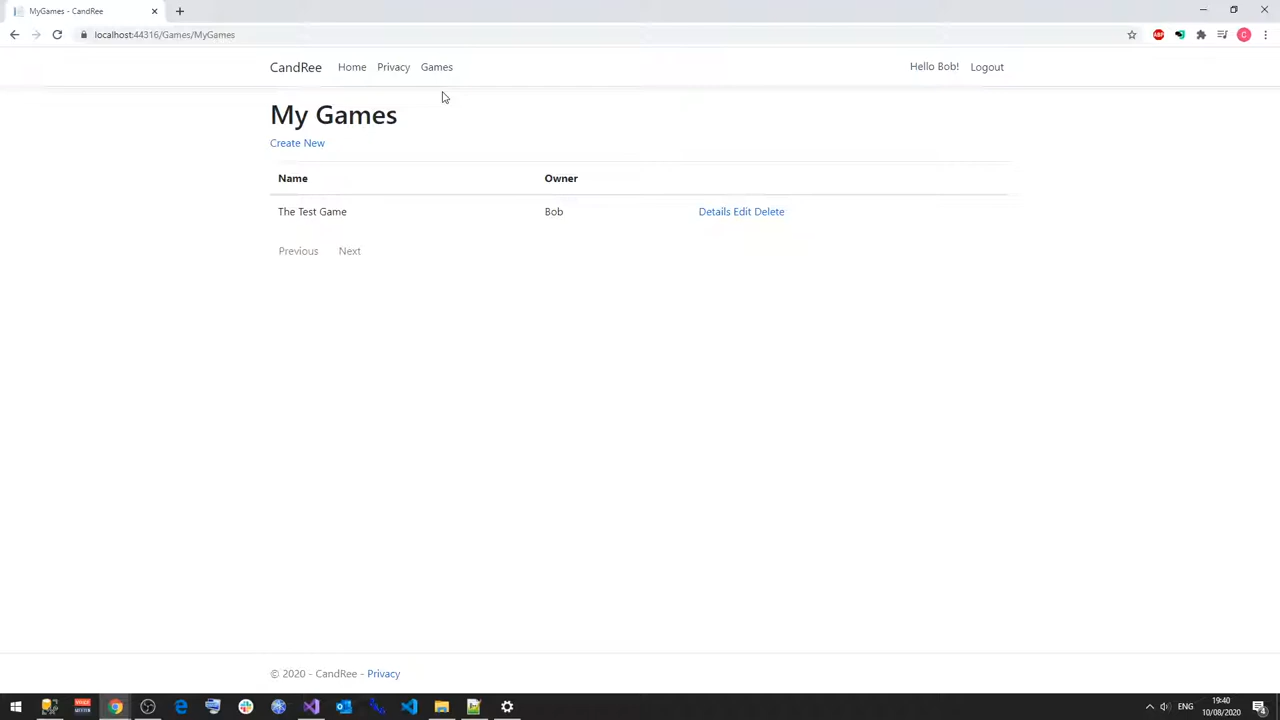 MyGames - CandRee
localhost:44316/Games/MyGames
ABP
C
CandRee Home Privacy Games Hello Bob! Logout
My Games
Create New
Name Owner
The Test Game Bob Details Edit Delete
Previous Next
© 2020 - CandRee - Privacy
ENG
19:40
10/08/2020